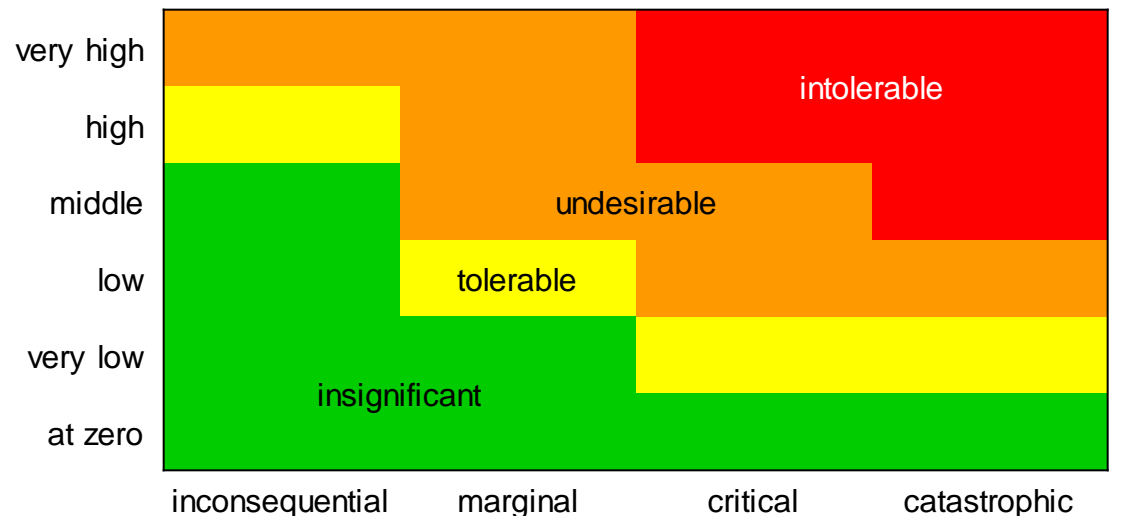 very high
intolerable
high
middle
undesirable
low
tolerable
very low
insignificant
at zero
inconsequential
marginal
critical
catastrophic